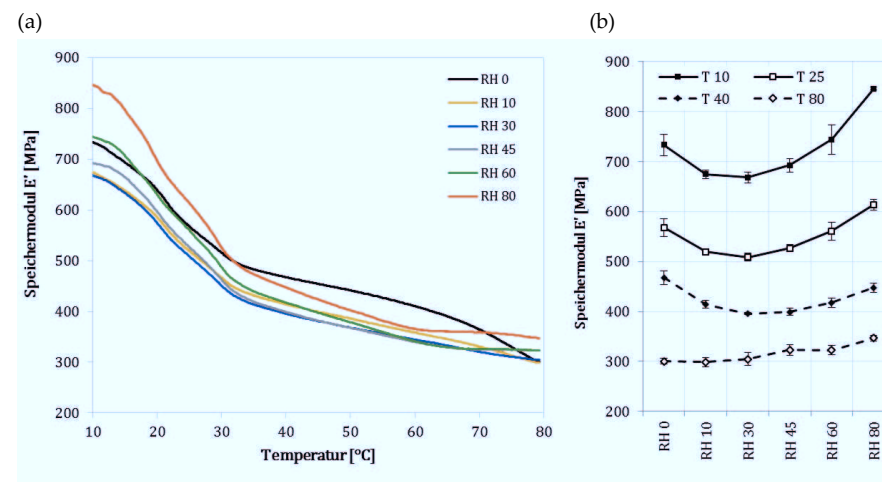 (a)
(b)
Speichermodul E' [MPa]
900
800
700
600
500
400
300
200
10
20
30
40
50
60
70
80
Temperatur [°C]
RH 0
RH 10
RH 30
RH 45
RH 60
RH 80
Speichermodul E' [MPa]
900
800
700
600
500
400
300
200
T 10
T 25
T 40
T 80
RH 0
RH 10
RH 30
RH 45
RH 60
RH 80